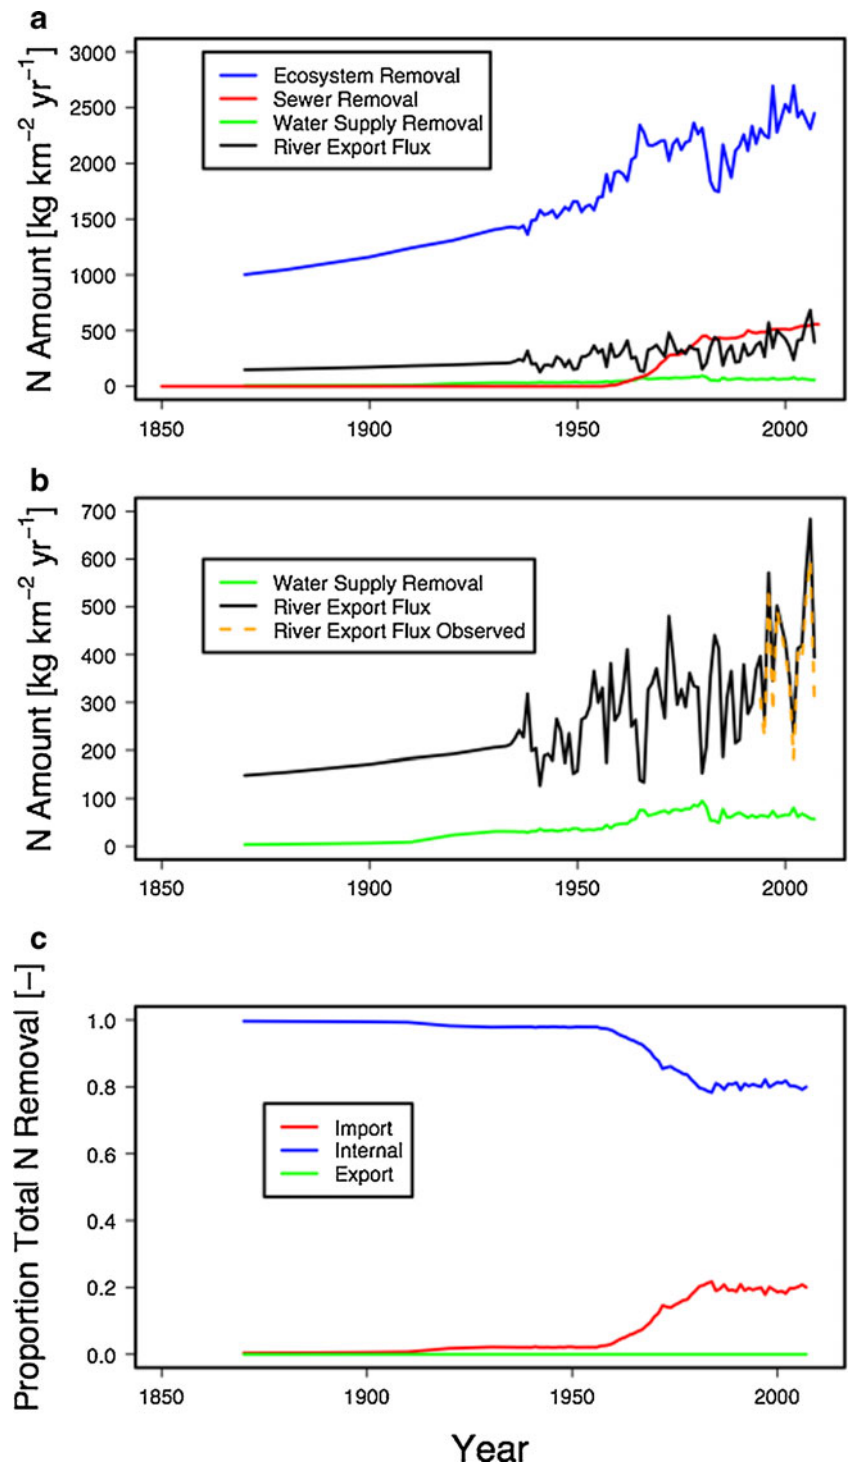 a
N Amount [kg km−2 yr−1]
3000
2500
2000
1500
1000
500
0
Ecosystem Removal
Sewer Removal
Water Supply Removal
River Export Flux
1850 1900 1950 2000
b
N Amount [kg km−2 yr−1]
700
600
500
400
300
200
100
0
Water Supply Removal
River Export Flux
River Export Flux Observed
1850 1900 1950 2000
c
Proportion Total N Removal [−]
1.0
0.8
0.6
0.4
0.2
0.0
Import
Internal
Export
1850 1900 1950 2000
Year